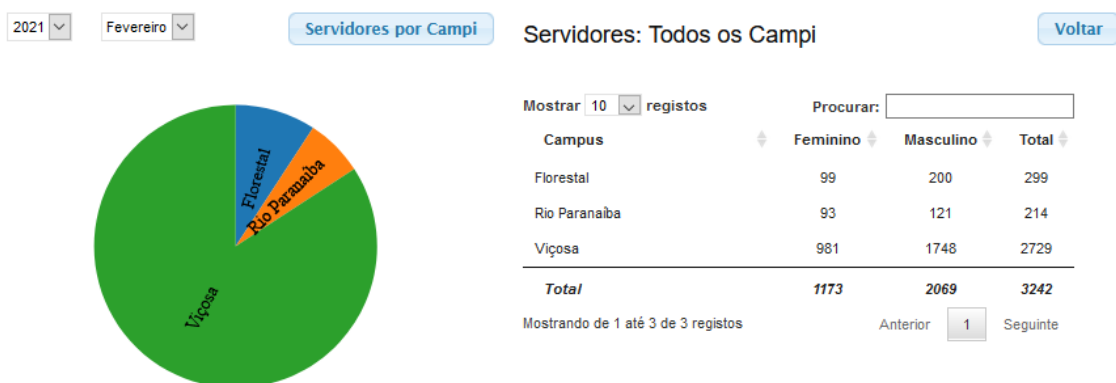 2021 Fevereiro Servidores por Campi
Florestal
Rio Paranaíba
Viçosa
Servidores: Todos os Campi Voltar
Mostrar 10 registos Procurar:
Campus Feminino Masculino Total
Florestal 99 200 299
Rio Paranaíba 93 121 214
Viçosa 981 1748 2729
Total 1173 2069 3242
Mostrando de 1 até 3 de 3 registos Anterior 1 Seguinte